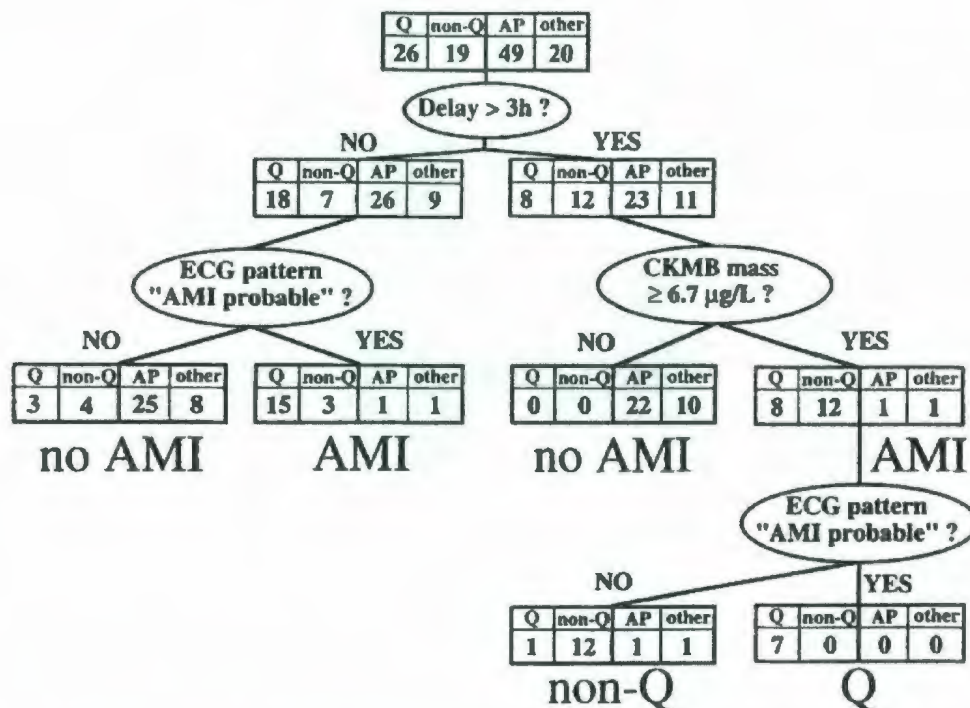 Q non-Q AP other
26 19 49 20
Delay > 3h ?
NO YES
Q non-Q AP other Q non-Q AP other
18 7 26 9 8 12 23 11
ECG pattern
"AMI probable" ?
CKMB mass
≥ 6.7 µg/L ?
NO YES NO YES
Q non-Q AP other Q non-Q AP other Q non-Q AP other Q non-Q AP other
3 4 25 8 15 3 1 1 0 0 22 10 8 12 1 1
no AMI AMI no AMI AMI
ECG pattern
"AMI probable" ?
NO YES
Q non-Q AP other Q non-Q AP other
1 12 1 1 7 0 0 0
non-Q Q